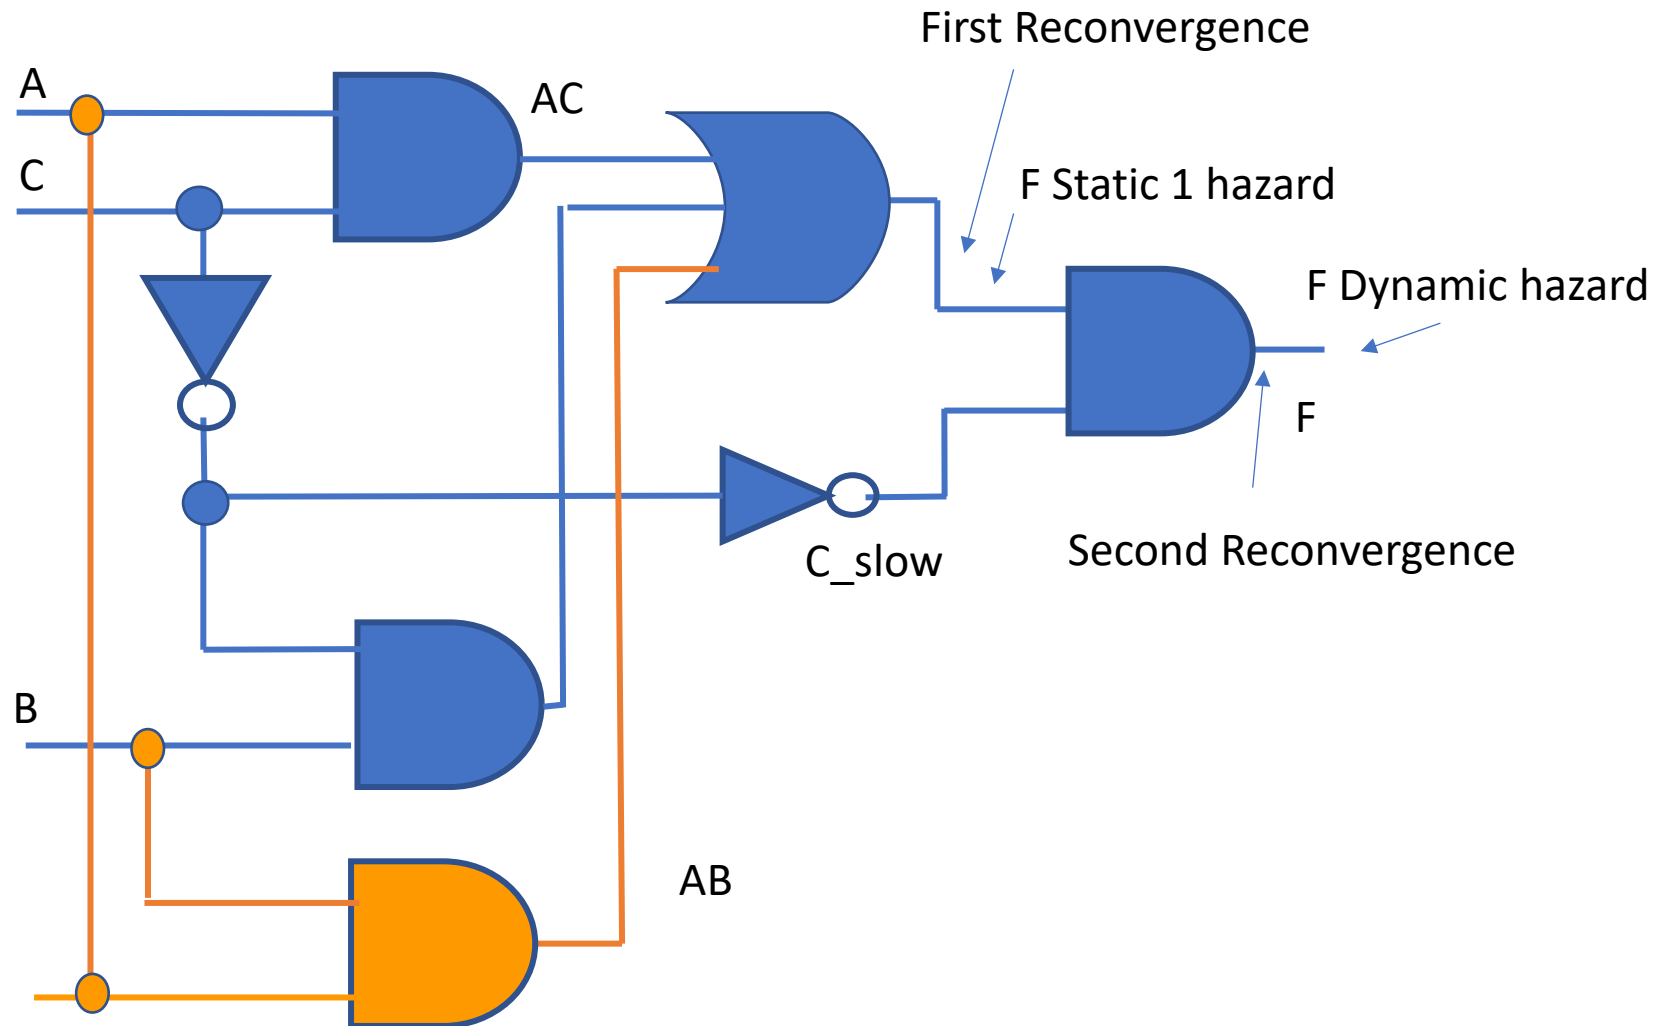 First Reconvergence
A
AC
C
F Static 1 hazard
F Dynamic hazard
F
C_slow
Second Reconvergence
B
AB